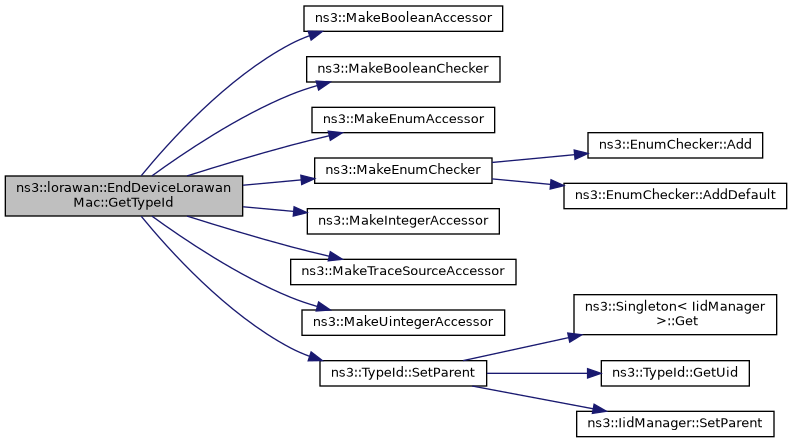 ns3::MakeBooleanAccessor
ns3::MakeBooleanChecker
ns3::MakeEnumAccessor
ns3::EnumChecker::Add
ns3::MakeEnumChecker
ns3::lorawan::EndDeviceLorawan
Mac::GetTypeId
ns3::EnumChecker::AddDefault
ns3::MakeIntegerAccessor
ns3::MakeTraceSourceAccessor
ns3::Singleton< IidManager
>::Get
ns3::MakeUintegerAccessor
ns3::TypeId::SetParent
ns3::TypeId::GetUid
ns3::IidManager::SetParent